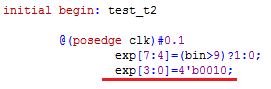 initial begin: test_t2
@(posedge clk)#0.1
exp[7:4]=(bin>9)?1:0;
exp[3:0]=4'b0010;